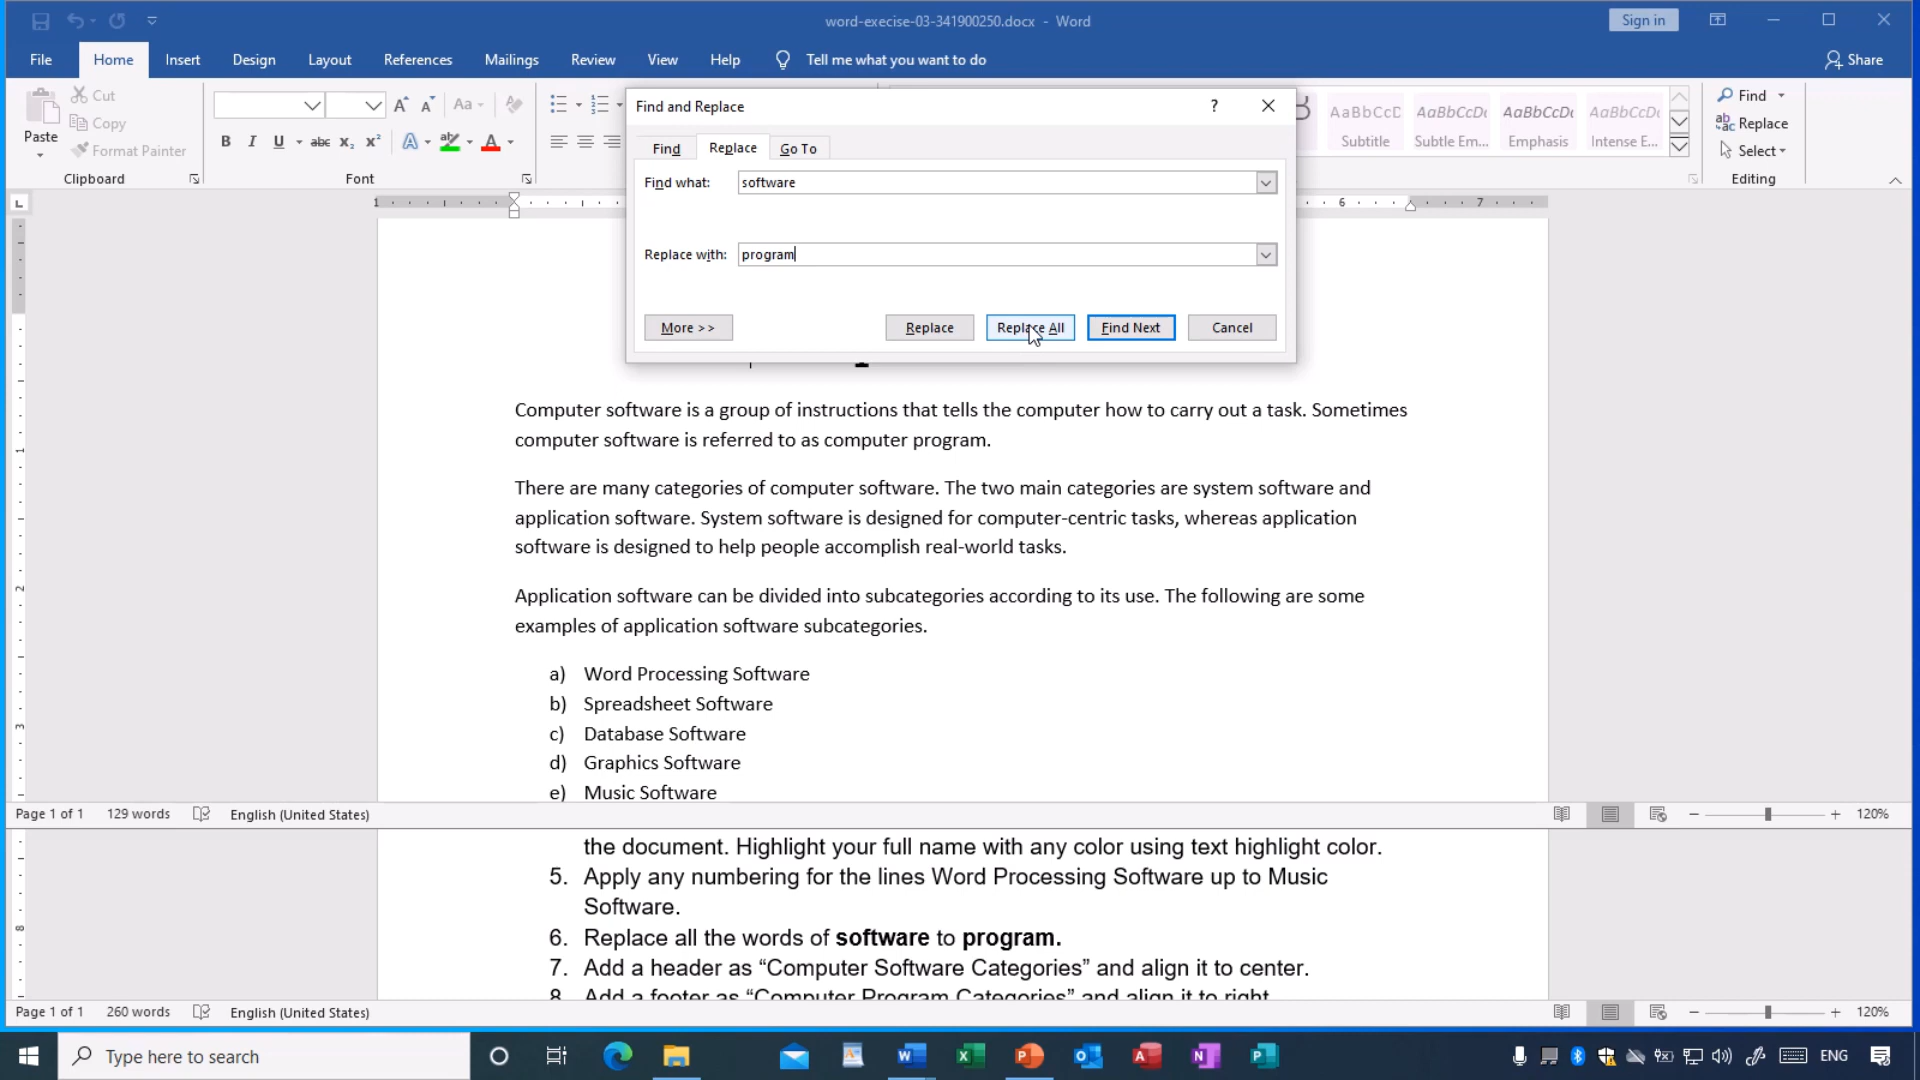 word-execise-03-341900250.docx - Word
Sign in
File Home Insert Design Layout References Mailings Review View Help Tell me what you want to do Share
Paste
Cut
Copy
Format Painter
Clipboard
Aa
B I U abc x₂ x² A A
Font
AaBbCcD AaBbCcDc AaBbCcDc AaBbCcDc
Subtitle Subtle Em... Emphasis Intense E...
Find
Replace
Select
Editing
Find and Replace ?
Find Replace Go To
Find what: software
Replace with: program
More >> Replace Replace All Find Next Cancel
L 1 6 7
Computer software is a group of instructions that tells the computer how to carry out a task. Sometimes
computer software is referred to as computer program.
There are many categories of computer software. The two main categories are system software and
application software. System software is designed for computer-centric tasks, whereas application
software is designed to help people accomplish real-world tasks.
Application software can be divided into subcategories according to its use. The following are some
examples of application software subcategories.
a) Word Processing Software
b) Spreadsheet Software
c) Database Software
d) Graphics Software
e) Music Software
Page 1 of 1 129 words English (United States) 120%
the document. Highlight your full name with any color using text highlight color.
5. Apply any numbering for the lines Word Processing Software up to Music
Software.
6. Replace all the words of software to program.
7. Add a header as “Computer Software Categories” and align it to center.
8. Add a footer as “Computer Program Categories” and align it to right
Page 1 of 1 260 words English (United States) 120%
Type here to search
ENG